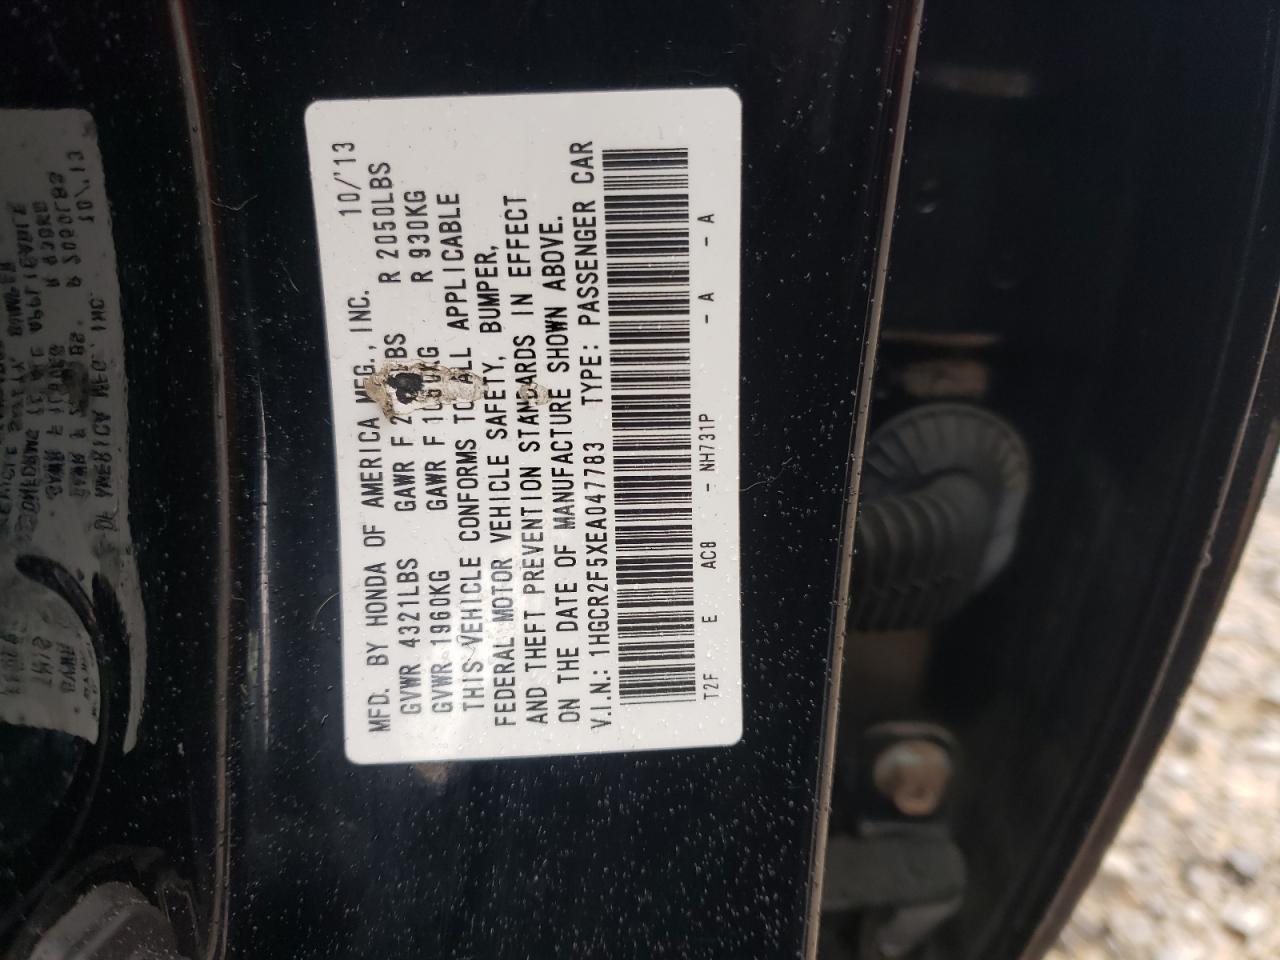 MFD. BY HONDA OF AMERICA MFG., INC. 10/'13
GVWR 4321LBS GAWR F R 2050LBS
GVWR 1960KG GAWR F R 930KG
THIS VEHICLE CONFORMS TO ALL APPLICABLE
FEDERAL MOTOR VEHICLE SAFETY, BUMPER,
AND THEFT PREVENTION STANDARDS IN EFFECT
ON THE DATE OF MANUFACTURE SHOWN ABOVE.
V.I.N.: 1HGCR2F5XEA047783 TYPE: PASSENGER CAR
T2F E AC8 - NH731P - A - A